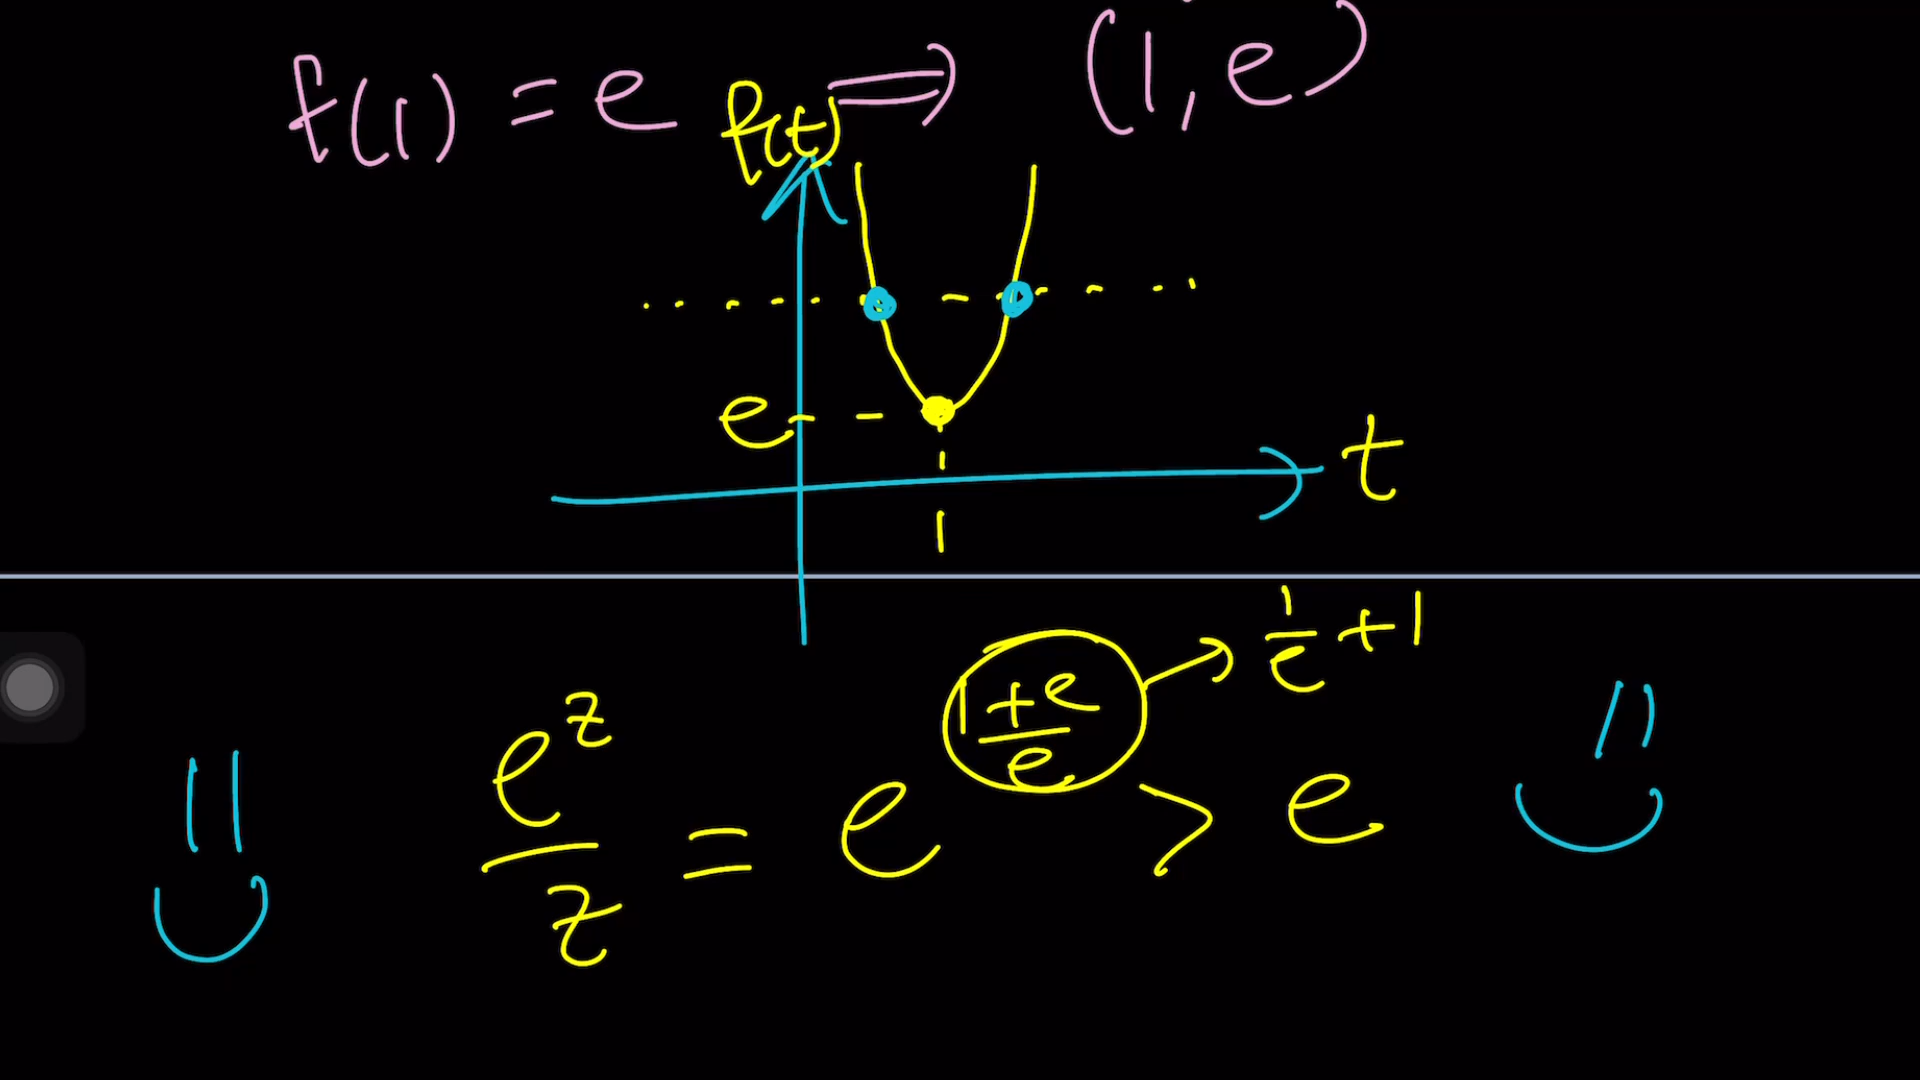 f(1) = e ⟹ (1, e)
f(t)
e
t
1
e^z/z = e^((1+e)/e) > e
1/e + 1